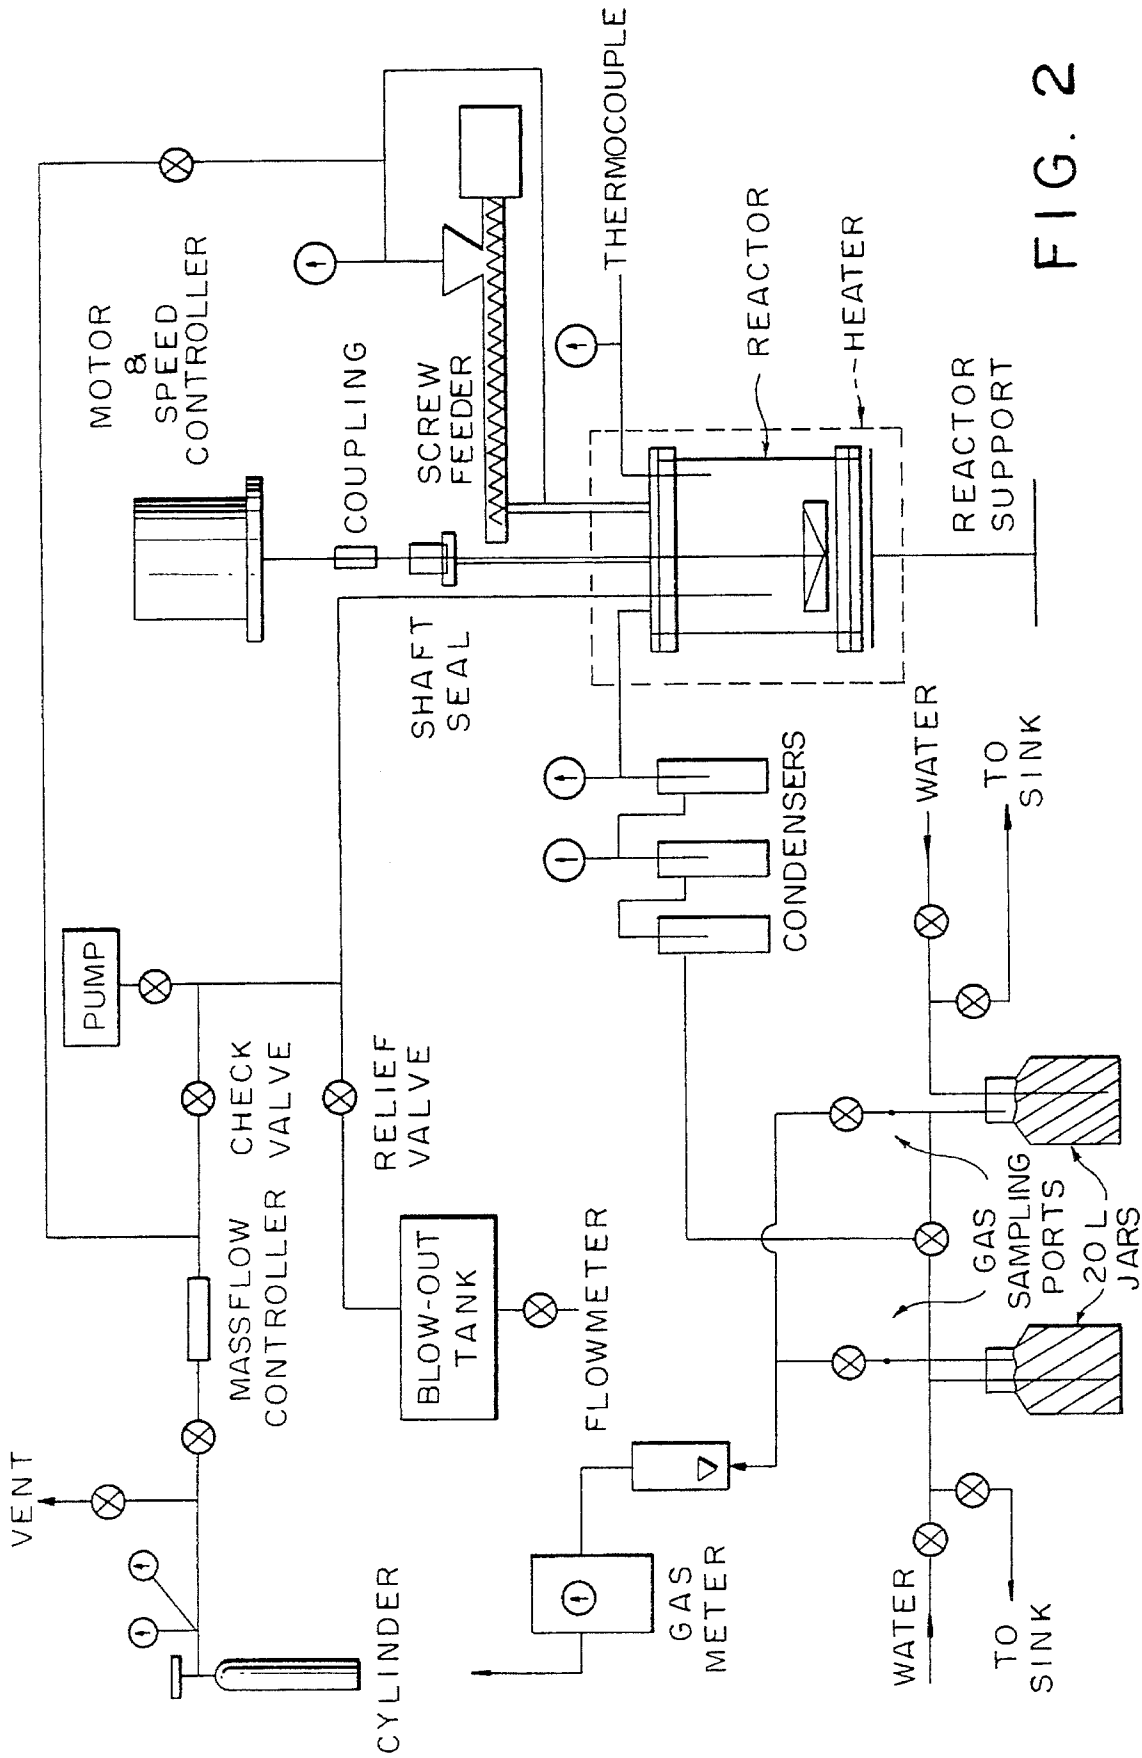 VENT
PUMP
MOTOR
&
SPEED
CONTROLLER
MASSFLOW
CONTROLLER
CHECK
VALVE
COUPLING
CYLINDER
RELIEF
VALVE
SHAFT
SEAL
SCREW
FEEDER
BLOW-OUT
TANK
FLOWMETER
THERMOCOUPLE
GAS
METER
CONDENSERS
REACTOR
HEATER
WATER
TO
SINK
GAS
SAMPLING
PORTS
20 L
JARS
WATER
TO
SINK
REACTOR
SUPPORT
FIG. 2